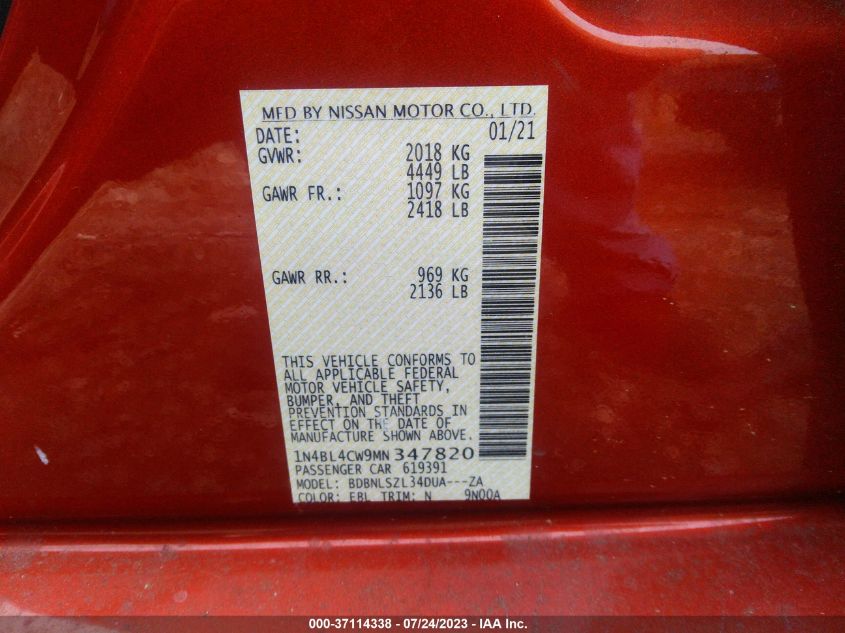 MFD BY NISSAN MOTOR CO., LTD.
DATE: 01/21
GVWR: 2018 KG
4449 LB
GAWR FR.: 1097 KG
2418 LB
GAWR RR.: 969 KG
2136 LB
THIS VEHICLE CONFORMS TO
ALL APPLICABLE FEDERAL
MOTOR VEHICLE SAFETY,
BUMPER, AND THEFT
PREVENTION STANDARDS IN
EFFECT ON THE DATE OF
MANUFACTURE SHOWN ABOVE.
1N4BL4CW9MN347820
PASSENGER CAR 619391
MODEL: BDBNLSZL34DUA---ZA
COLOR: EBL TRIM: N 9N00A
000-37114338 - 07/24/2023 - IAA Inc.